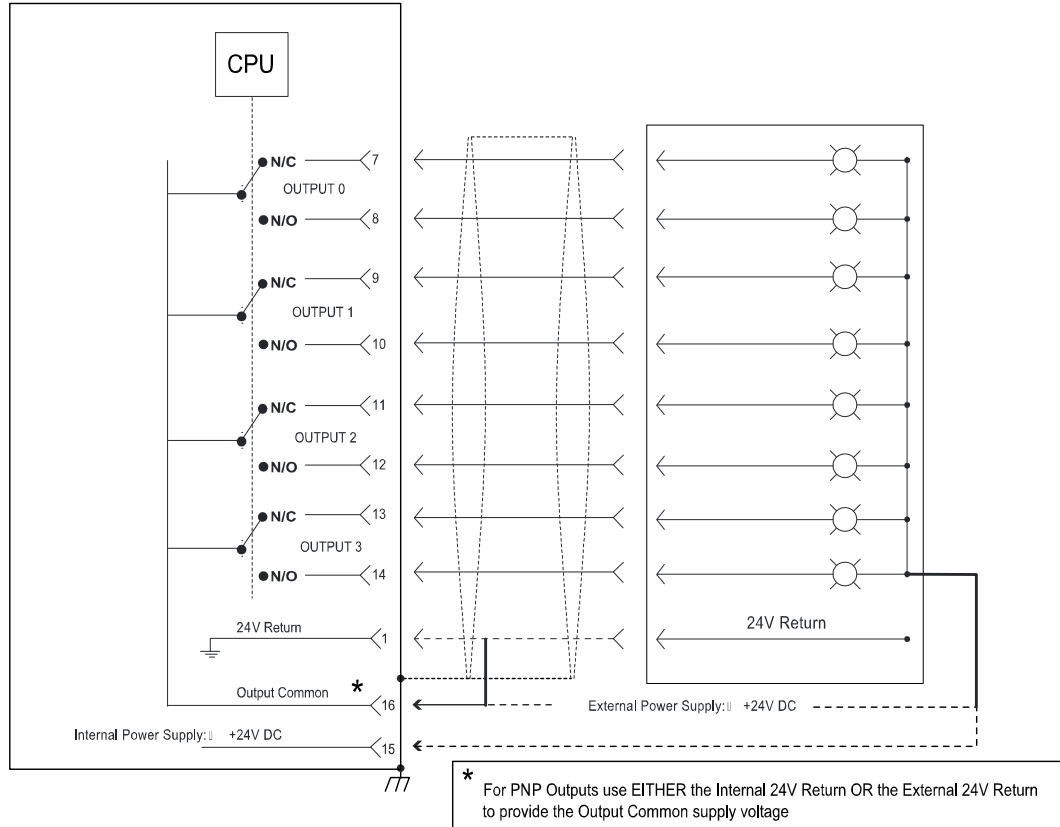 CPU
N/C 7
OUTPUT 0
N/O 8
N/C 9
OUTPUT 1
N/O 10
N/C 11
OUTPUT 2
N/O 12
N/C 13
OUTPUT 3
N/O 14
24V Return 1
24V Return
Output Common * 16
External Power Supply: +24V DC
Internal Power Supply: +24V DC 15
* For PNP Outputs use EITHER the Internal 24V Return OR the External 24V Return
to provide the Output Common supply voltage